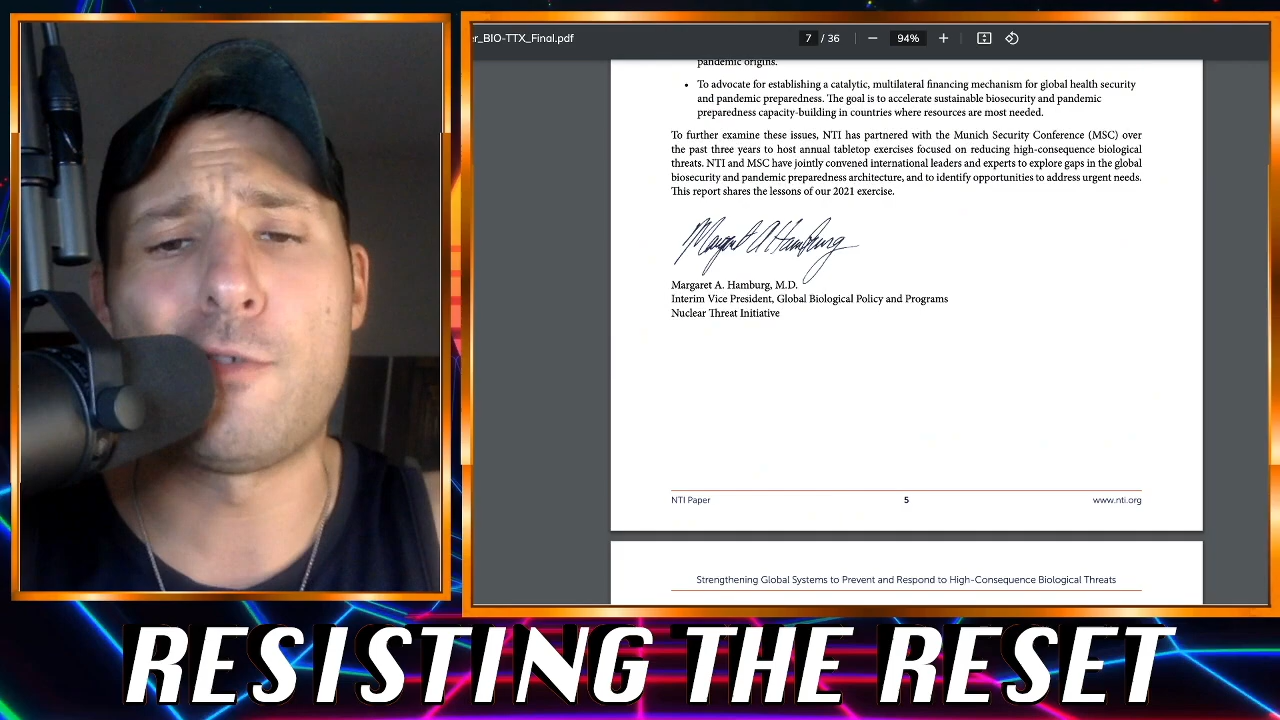 r_BIO-TTX_Final.pdf
7 / 36
94%
pandemic origins.
• To advocate for establishing a catalytic, multilateral financing mechanism for global health security
and pandemic preparedness. The goal is to accelerate sustainable biosecurity and pandemic
preparedness capacity-building in countries where resources are most needed.
To further examine these issues, NTI has partnered with the Munich Security Conference (MSC) over
the past three years to host annual tabletop exercises focused on reducing high-consequence biological
threats. NTI and MSC have jointly convened international leaders and experts to explore gaps in the global
biosecurity and pandemic preparedness architecture, and to identify opportunities to address urgent needs.
This report shares the lessons of our 2021 exercise.
Margaret A. Hamburg
Margaret A. Hamburg, M.D.
Interim Vice President, Global Biological Policy and Programs
Nuclear Threat Initiative
NTI Paper
5
www.nti.org
Strengthening Global Systems to Prevent and Respond to High-Consequence Biological Threats
RESISTING THE RESET